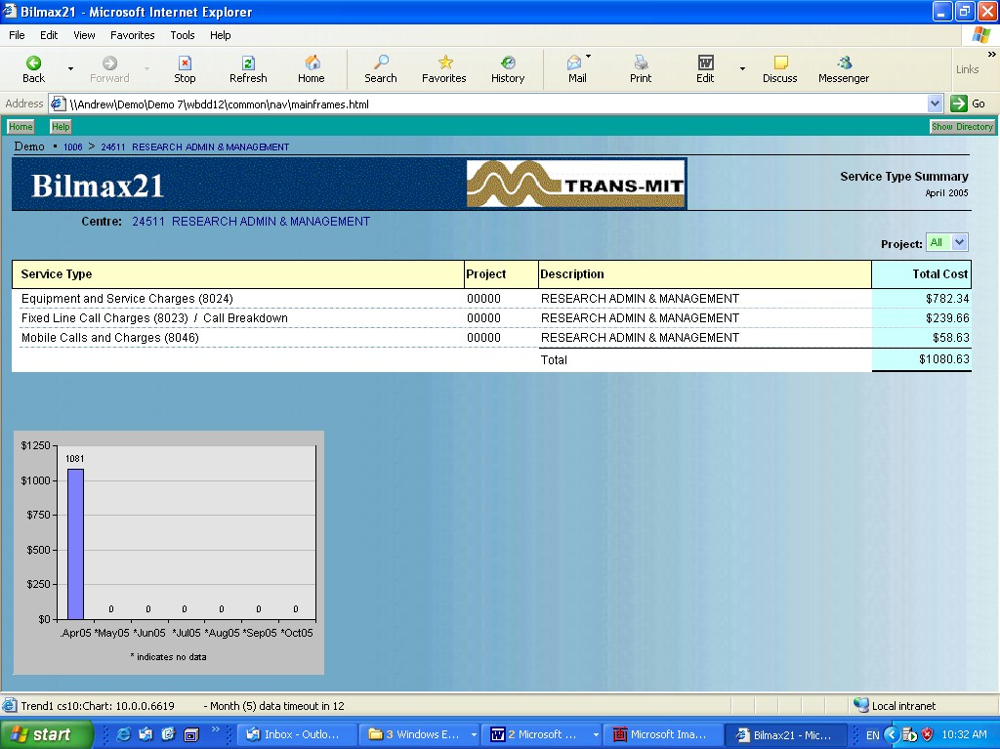 Bilmax21 - Microsoft Internet Explorer
File Edit View Favorites Tools Help
Back Forward Stop Refresh Home Search Favorites History Mail Print Edit Discuss Messenger Links
Address \\Andrew\Demo\Demo 7\wbdd12\common\nav\mainframes.html Go
Home Help Show Directory
Demo • 1006 > 24511 RESEARCH ADMIN & MANAGEMENT
Bilmax21 TRANS-MIT Service Type Summary
April 2005
Centre: 24511 RESEARCH ADMIN & MANAGEMENT
Project: All
Service Type Project Description Total Cost
Equipment and Service Charges (8024) 00000 RESEARCH ADMIN & MANAGEMENT $782.34
Fixed Line Call Charges (8023) / Call Breakdown 00000 RESEARCH ADMIN & MANAGEMENT $239.66
Mobile Calls and Charges (8046) 00000 RESEARCH ADMIN & MANAGEMENT $58.63
Total $1080.63
$1250
1081
$1000
$750
$500
$250
0 0 0 0 0 0
$0
.Apr05 *May05 *Jun05 *Jul05 *Aug05 *Sep05 *Oct05
* indicates no data
Trend1 cs10:Chart: 10.0.0.6619 - Month (5) data timeout in 12 Local intranet
start Inbox - Outlo... 3 Windows E... 2 Microsoft ... Microsoft Ima... Bilmax21 - Mic... EN 10:32 AM